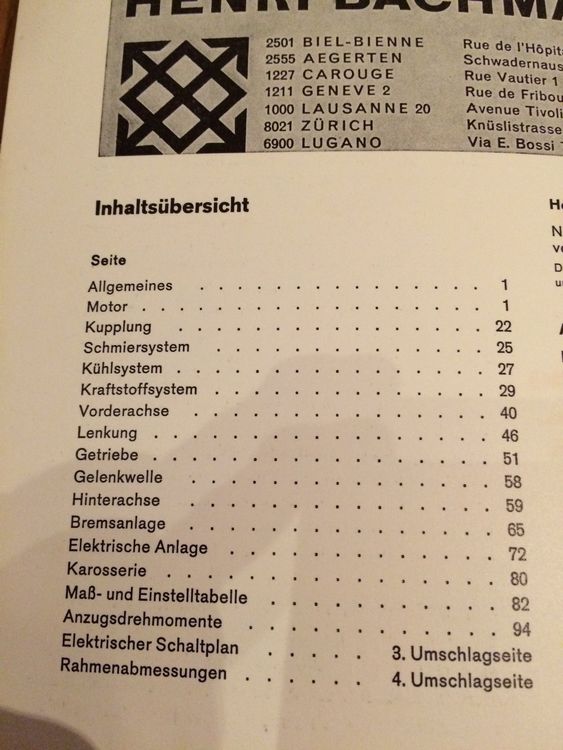 HENRI BACHMA
2501 BIEL-BIENNE Rue de l'Hôpit
2555 AEGERTEN Schwadernaus
1227 CAROUGE Rue Vautier 1
1211 GENEVE 2 Rue de Fribou
1000 LAUSANNE 20 Avenue Tivoli
8021 ZÜRICH Knüslistrasse
6900 LUGANO Via E. Bossi
Inhaltsübersicht
Seite
Allgemeines . . . . . . . . . . . . . . 1
Motor . . . . . . . . . . . . . . . . . 1
Kupplung . . . . . . . . . . . . . . . 22
Schmiersystem . . . . . . . . . . . . . 25
Kühlsystem . . . . . . . . . . . . . . 27
Kraftstoffsystem . . . . . . . . . . . . 29
Vorderachse . . . . . . . . . . . . . . 40
Lenkung . . . . . . . . . . . . . . . . 46
Getriebe . . . . . . . . . . . . . . . . 51
Gelenkwelle . . . . . . . . . . . . . . 58
Hinterachse . . . . . . . . . . . . . . 59
Bremsanlage . . . . . . . . . . . . . . 65
Elektrische Anlage . . . . . . . . . . . 72
Karosserie . . . . . . . . . . . . . . . 80
Maß- und Einstelltabelle . . . . . . . . . 82
Anzugsdrehmomente . . . . . . . . . . . 94
Elektrischer Schaltplan . . . . . 3. Umschlagseite
Rahmenabmessungen . . . . . 4. Umschlagseite